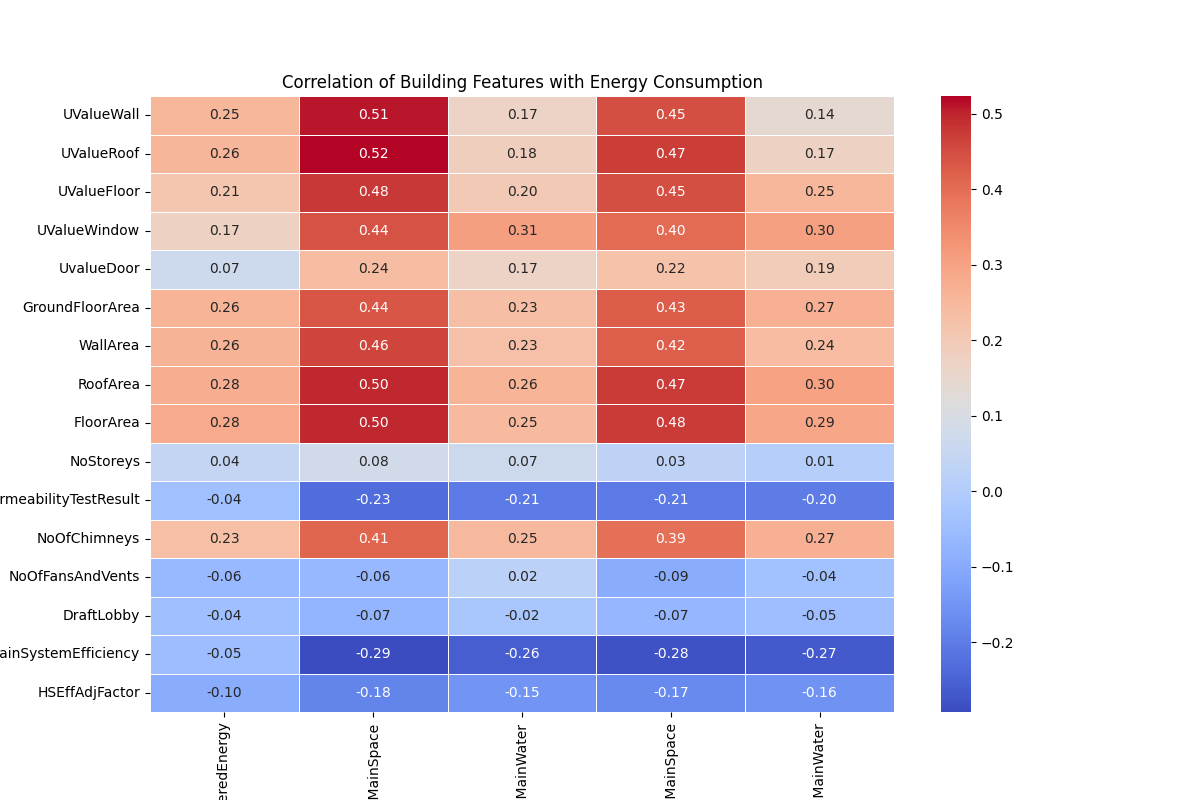 Correlation of Building Features with Energy Consumption
UValueWall 0.25 0.51 0.17 0.45 0.14
UValueRoof 0.26 0.52 0.18 0.47 0.17
UValueFloor 0.21 0.48 0.20 0.45 0.25
UValueWindow 0.17 0.44 0.31 0.40 0.30
UvalueDoor 0.07 0.24 0.17 0.22 0.19
GroundFloorArea 0.26 0.44 0.23 0.43 0.27
WallArea 0.26 0.46 0.23 0.42 0.24
RoofArea 0.28 0.50 0.26 0.47 0.30
FloorArea 0.28 0.50 0.25 0.48 0.29
NoStoreys 0.04 0.08 0.07 0.03 0.01
rmeabilityTestResult -0.04 -0.23 -0.21 -0.21 -0.20
NoOfChimneys 0.23 0.41 0.25 0.39 0.27
NoOfFansAndVents -0.06 -0.06 0.02 -0.09 -0.04
DraftLobby -0.04 -0.07 -0.02 -0.07 -0.05
ainSystemEfficiency -0.05 -0.29 -0.26 -0.28 -0.27
HSEffAdjFactor -0.10 -0.18 -0.15 -0.17 -0.16
eredEnergy
MainSpace
MainWater
MainSpace
MainWater
0.5
0.4
0.3
0.2
0.1
0.0
−0.1
−0.2